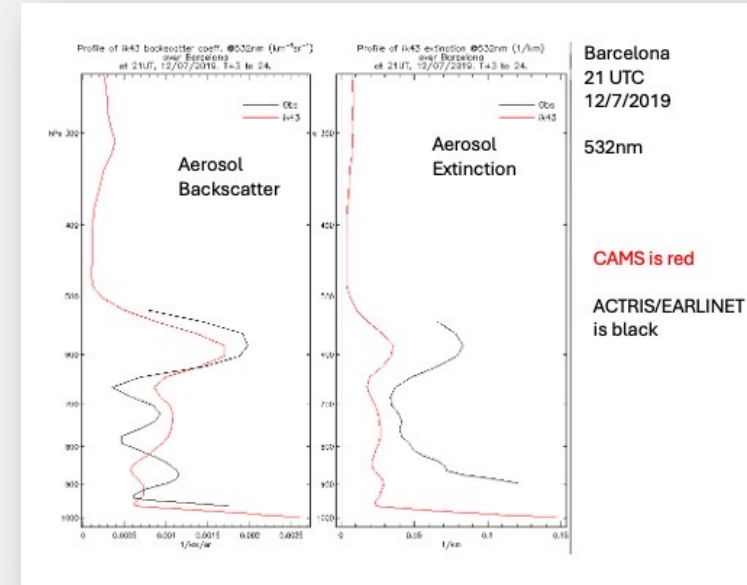 Profile of ik43 backscatter coeff. @532nm (km⁻¹sr⁻¹)
over Barcelona
at 21UT, 12/07/2019. T+3 to 24.
Obs
ik43
Aerosol
Backscatter
hPa 300
400
500
600
700
800
900
1000
0 0.0005 0.001 0.0015 0.002 0.0025
1/km/sr
Profile of ik43 extinction @532nm (1/km)
over Barcelona
at 21UT, 12/07/2019. T+3 to 24.
Obs
ik43
Aerosol
Extinction
300
400
500
600
700
800
900
1000
0 0.05 0.1 0.15
1/km
Barcelona
21 UTC
12/7/2019
532nm
CAMS is red
ACTRIS/EARLINET
is black